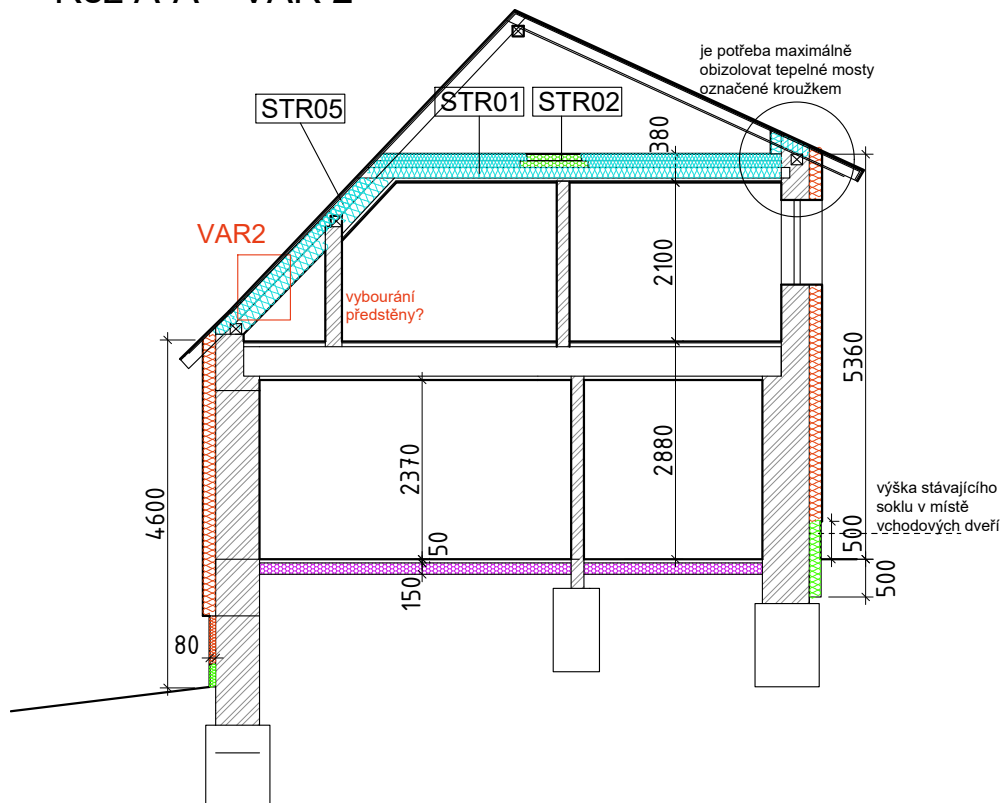 je potřeba maximálně
obizolovat tepelné mosty
označené kroužkem
STR05
STR01
STR02
380
VAR2
vybourání
předstěny?
2100
5360
4600
2370
2880
výška stávajícího
soklu v místě
vchodových dveří
50
500
150
500
80